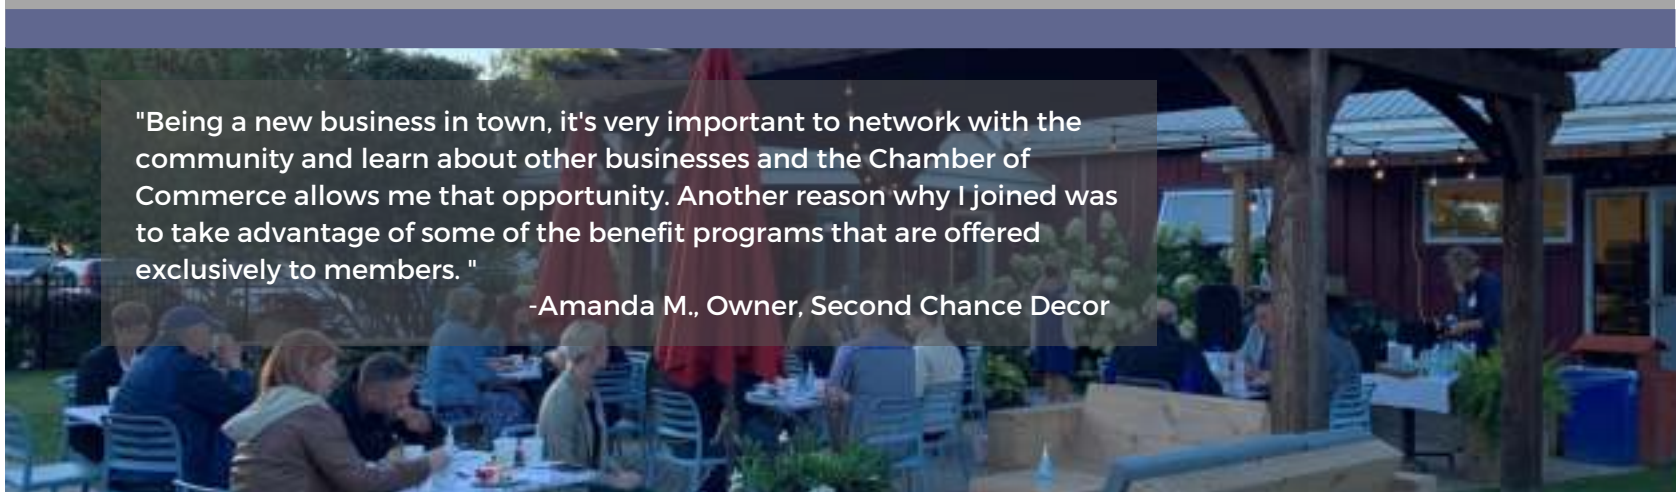 "Being a new business in town, it's very important to network with the
community and learn about other businesses and the Chamber of
Commerce allows me that opportunity. Another reason why I joined was
to take advantage of some of the benefit programs that are offered
exclusively to members. "
-Amanda M., Owner, Second Chance Decor